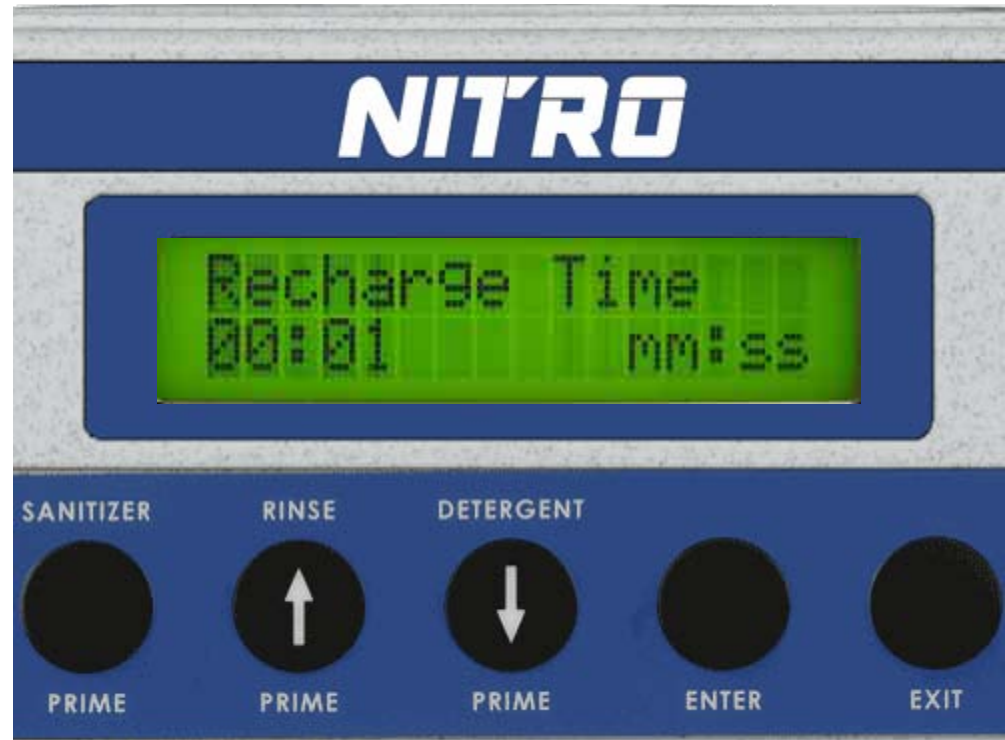 NITRO
Recharge Time
00:01 mm:ss
SANITIZER RINSE DETERGENT
PRIME PRIME PRIME ENTER EXIT